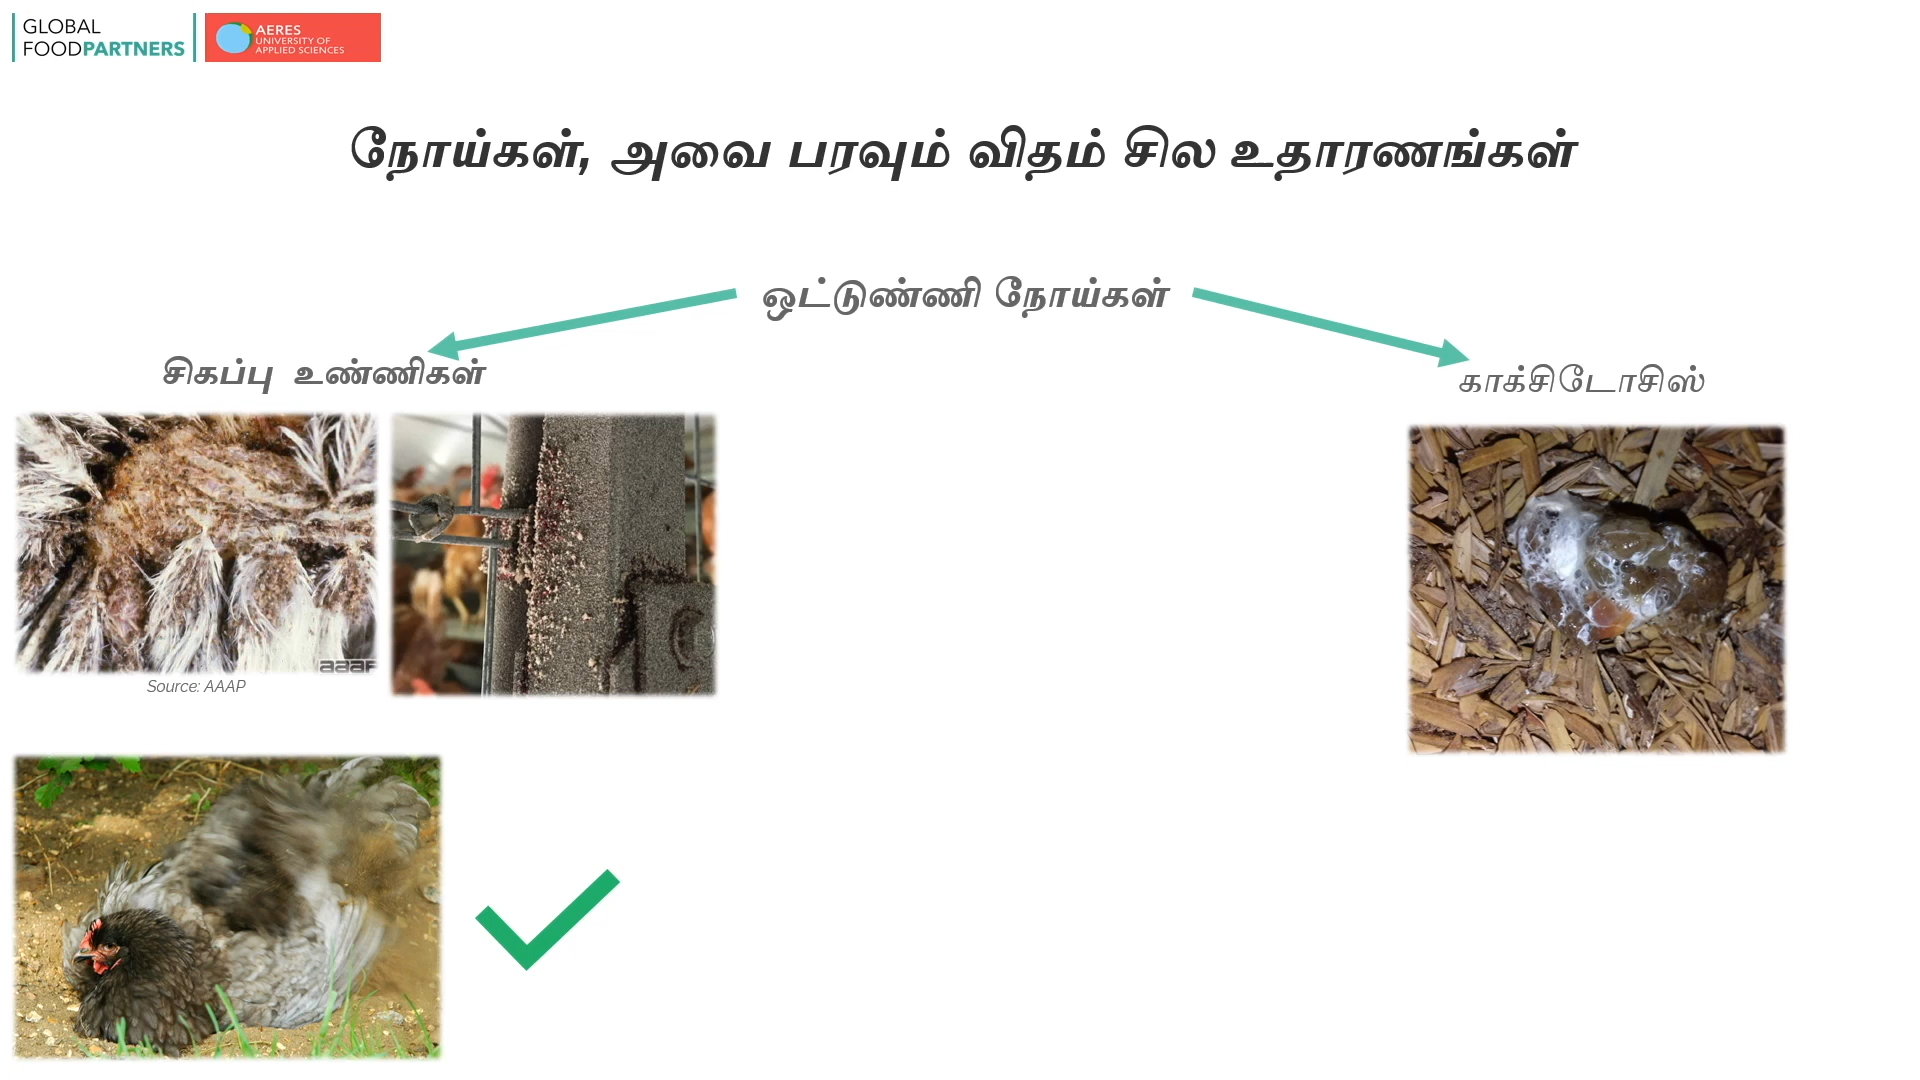 GLOBAL
FOODPARTNERS
AERES
UNIVERSITY OF
APPLIED SCIENCES
நோய்கள், அவை பரவும் விதம் சில உதாரணங்கள்
ஒட்டுண்ணி நோய்கள்
சிகப்பு உண்ணிகள்
காக்சிடோசிஸ்
aaap
Source: AAAP